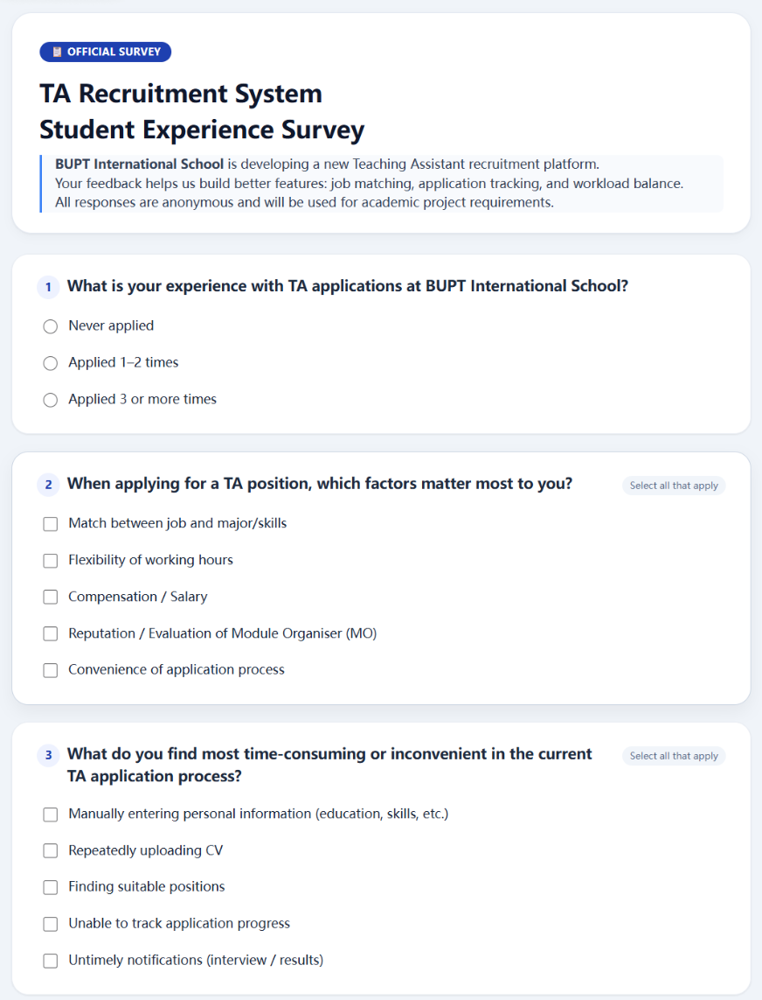 📋 OFFICIAL SURVEY
TA Recruitment System
Student Experience Survey
BUPT International School is developing a new Teaching Assistant recruitment platform.
Your feedback helps us build better features: job matching, application tracking, and workload balance.
All responses are anonymous and will be used for academic project requirements.
1 What is your experience with TA applications at BUPT International School?
Never applied
Applied 1–2 times
Applied 3 or more times
2 When applying for a TA position, which factors matter most to you? Select all that apply
Match between job and major/skills
Flexibility of working hours
Compensation / Salary
Reputation / Evaluation of Module Organiser (MO)
Convenience of application process
3 What do you find most time-consuming or inconvenient in the current Select all that apply
TA application process?
Manually entering personal information (education, skills, etc.)
Repeatedly uploading CV
Finding suitable positions
Unable to track application progress
Untimely notifications (interview / results)